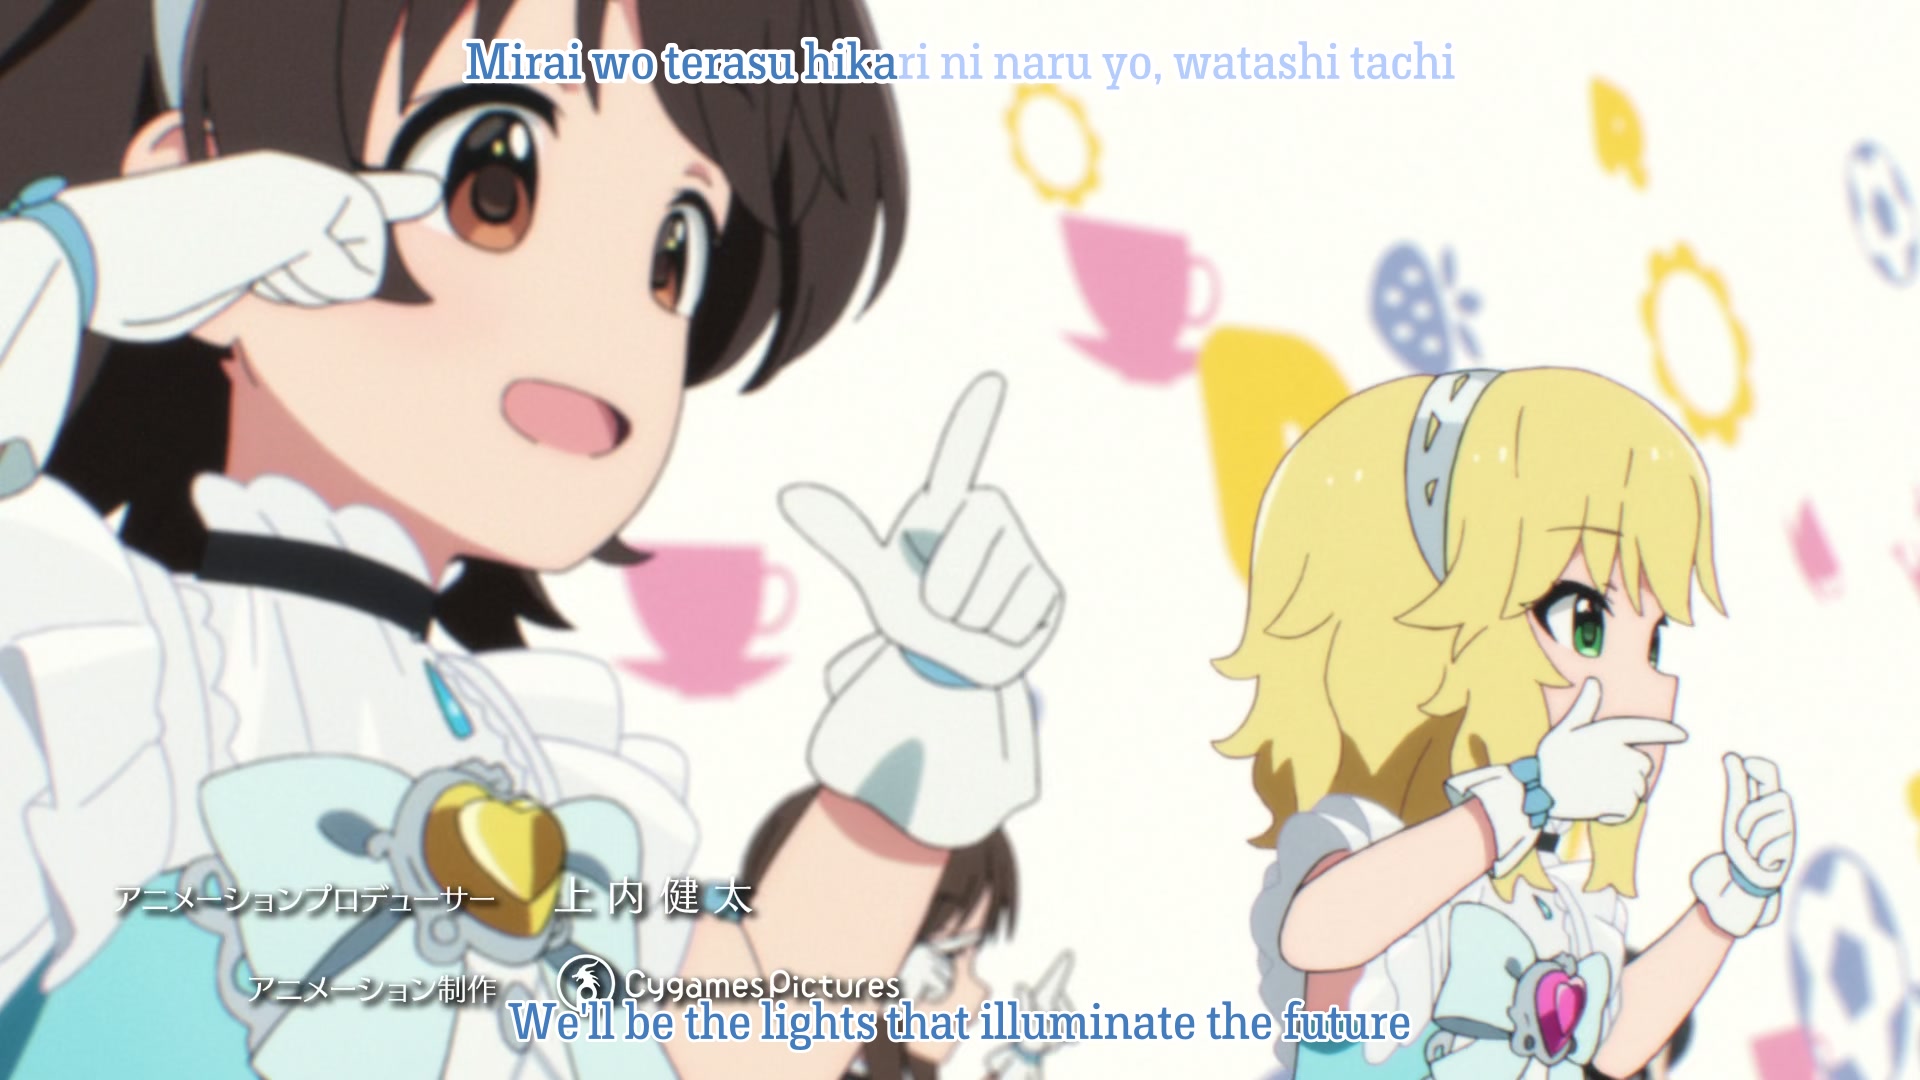 Mirai wo terasu hikari ni naru yo, watashi tachi
アニメーションプロデューサー 上内健太
アニメーション制作 CygamesPictures
We'll be the lights that illuminate the future